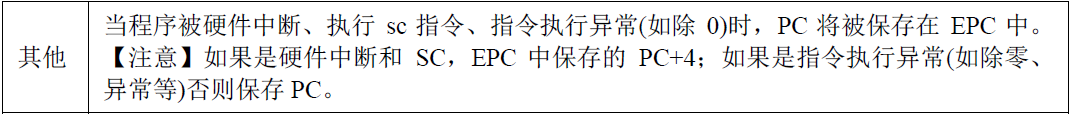 其他
当程序被硬件中断、执行 sc 指令、指令执行异常(如除 0)时，PC 将被保存在 EPC 中。
【注意】如果是硬件中断和 SC，EPC 中保存的 PC+4；如果是指令执行异常(如除零、
异常等)否则保存 PC。